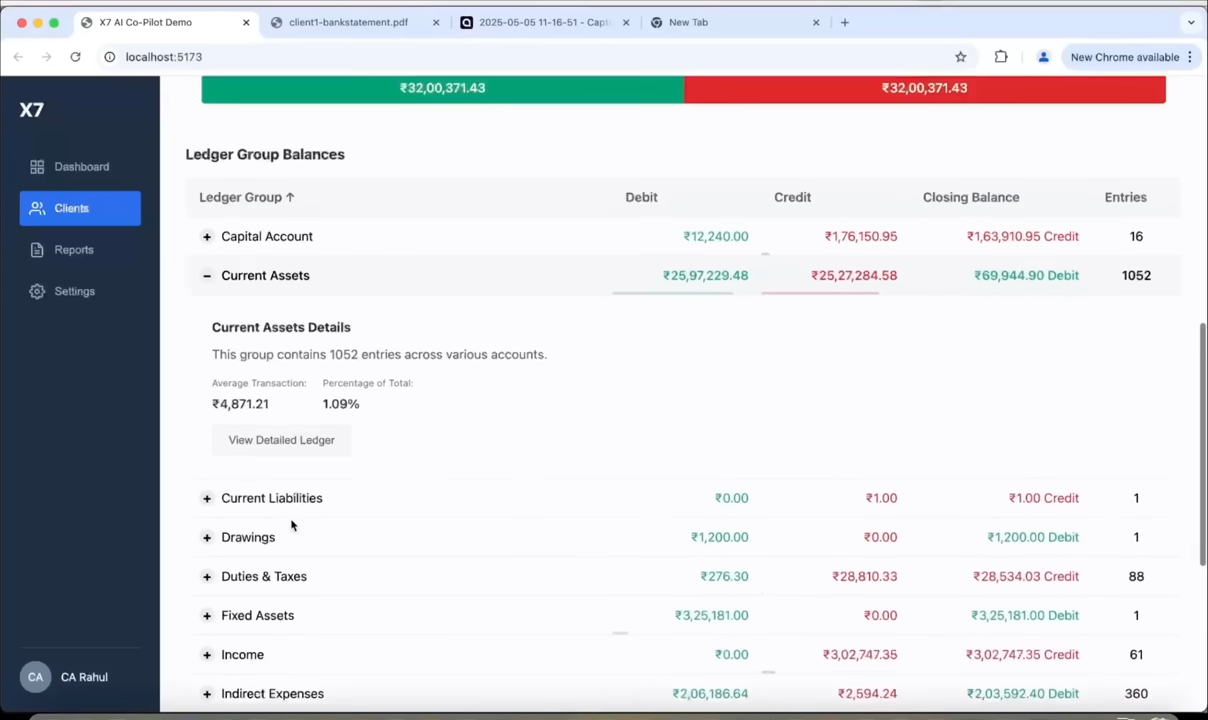 X7 AI Co-Pilot Demo
client1-bankstatement.pdf
2025-05-05 11-16-51 - Capt
New Tab
localhost:5173
New Chrome available
X7
Dashboard
Clients
Reports
Settings
CA
CA Rahul
₹32,00,371.43 ₹32,00,371.43
Ledger Group Balances
Ledger Group ↑ Debit Credit Closing Balance Entries
+ Capital Account ₹12,240.00 ₹1,76,150.95 ₹1,63,910.95 Credit 16
− Current Assets ₹25,97,229.48 ₹25,27,284.58 ₹69,944.90 Debit 1052
Current Assets Details
This group contains 1052 entries across various accounts.
Average Transaction: Percentage of Total:
₹4,871.21 1.09%
View Detailed Ledger
+ Current Liabilities ₹0.00 ₹1.00 ₹1.00 Credit 1
+ Drawings ₹1,200.00 ₹0.00 ₹1,200.00 Debit 1
+ Duties & Taxes ₹276.30 ₹28,810.33 ₹28,534.03 Credit 88
+ Fixed Assets ₹3,25,181.00 ₹0.00 ₹3,25,181.00 Debit 1
+ Income ₹0.00 ₹3,02,747.35 ₹3,02,747.35 Credit 61
+ Indirect Expenses ₹2,06,186.64 ₹2,594.24 ₹2,03,592.40 Debit 360